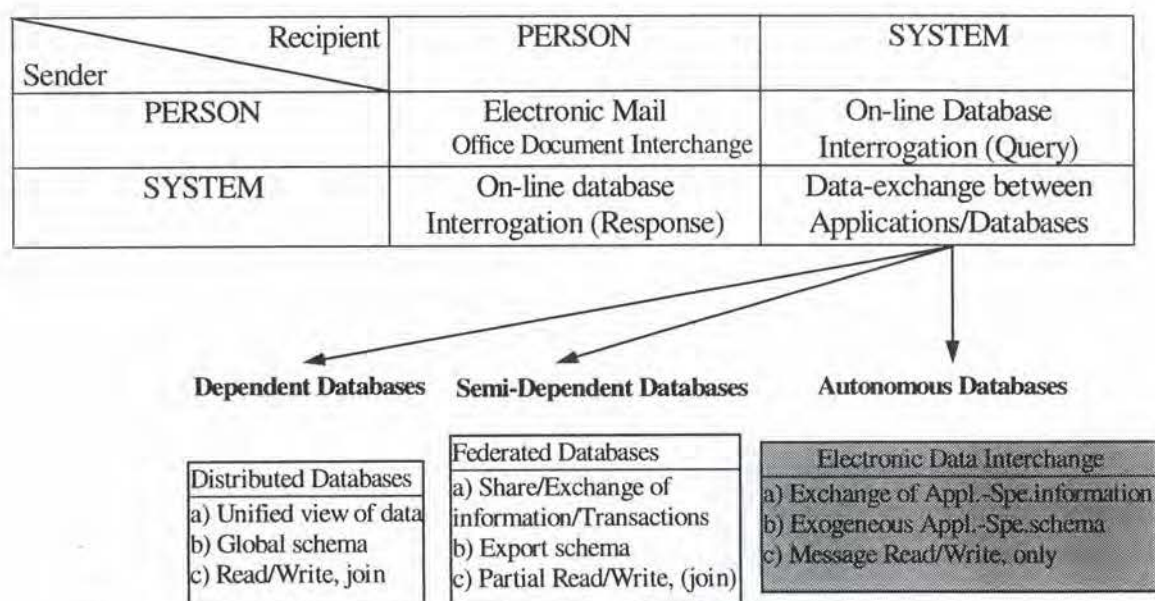 Recipient
Sender
PERSON
SYSTEM
PERSON
Electronic Mail
Office Document Interchange
On-line Database
Interrogation (Query)
SYSTEM
On-line database
Interrogation (Response)
Data-exchange between
Applications/Databases
Dependent Databases
Semi-Dependent Databases
Autonomous Databases
Distributed Databases
a) Unified view of data
b) Global schema
c) Read/Write, join
Federated Databases
a) Share/Exchange of
information/Transactions
b) Export schema
c) Partial Read/Write, (join)
Electronic Data Interchange
a) Exchange of Appl.-Spe.information
b) Exogeneous Appl.-Spe.schema
c) Message Read/Write, only